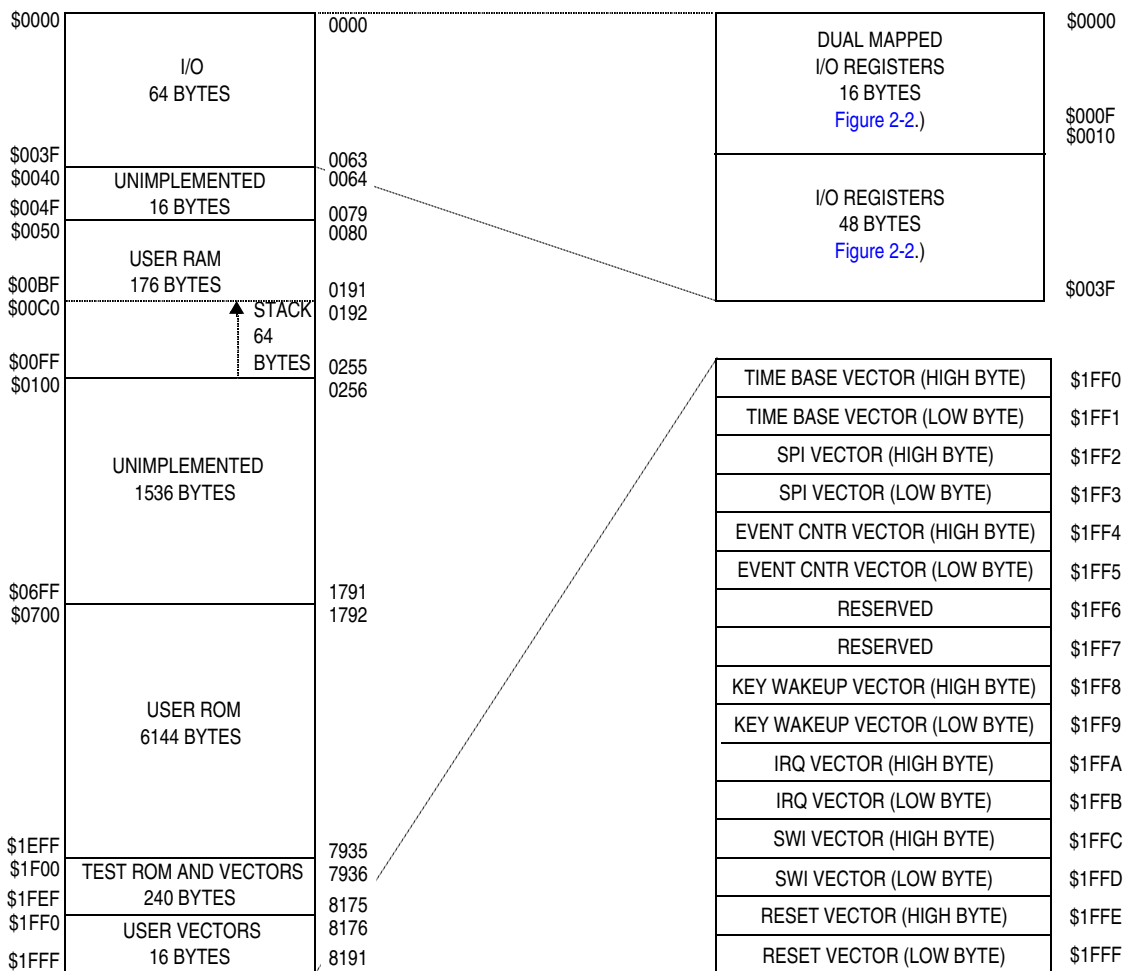 $0000
I/O
64 BYTES
0000
$003F
0063
$0040
UNIMPLEMENTED
16 BYTES
0064
$004F
0079
$0050
USER RAM
176 BYTES
0080
$00BF
0191
$00C0
STACK
64
BYTES
0192
$00FF
0255
$0100
UNIMPLEMENTED
1536 BYTES
0256
$06FF
1791
$0700
USER ROM
6144 BYTES
1792
$1EFF
7935
$1F00
TEST ROM AND VECTORS
240 BYTES
7936
$1FEF
8175
$1FF0
USER VECTORS
16 BYTES
8176
$1FFF
8191
DUAL MAPPED
I/O REGISTERS
16 BYTES
Figure 2-2.)
$0000
$000F
$0010
I/O REGISTERS
48 BYTES
Figure 2-2.)
$003F
TIME BASE VECTOR (HIGH BYTE) $1FF0
TIME BASE VECTOR (LOW BYTE) $1FF1
SPI VECTOR (HIGH BYTE) $1FF2
SPI VECTOR (LOW BYTE) $1FF3
EVENT CNTR VECTOR (HIGH BYTE) $1FF4
EVENT CNTR VECTOR (LOW BYTE) $1FF5
RESERVED $1FF6
RESERVED $1FF7
KEY WAKEUP VECTOR (HIGH BYTE) $1FF8
KEY WAKEUP VECTOR (LOW BYTE) $1FF9
IRQ VECTOR (HIGH BYTE) $1FFA
IRQ VECTOR (LOW BYTE) $1FFB
SWI VECTOR (HIGH BYTE) $1FFC
SWI VECTOR (LOW BYTE) $1FFD
RESET VECTOR (HIGH BYTE) $1FFE
RESET VECTOR (LOW BYTE) $1FFF